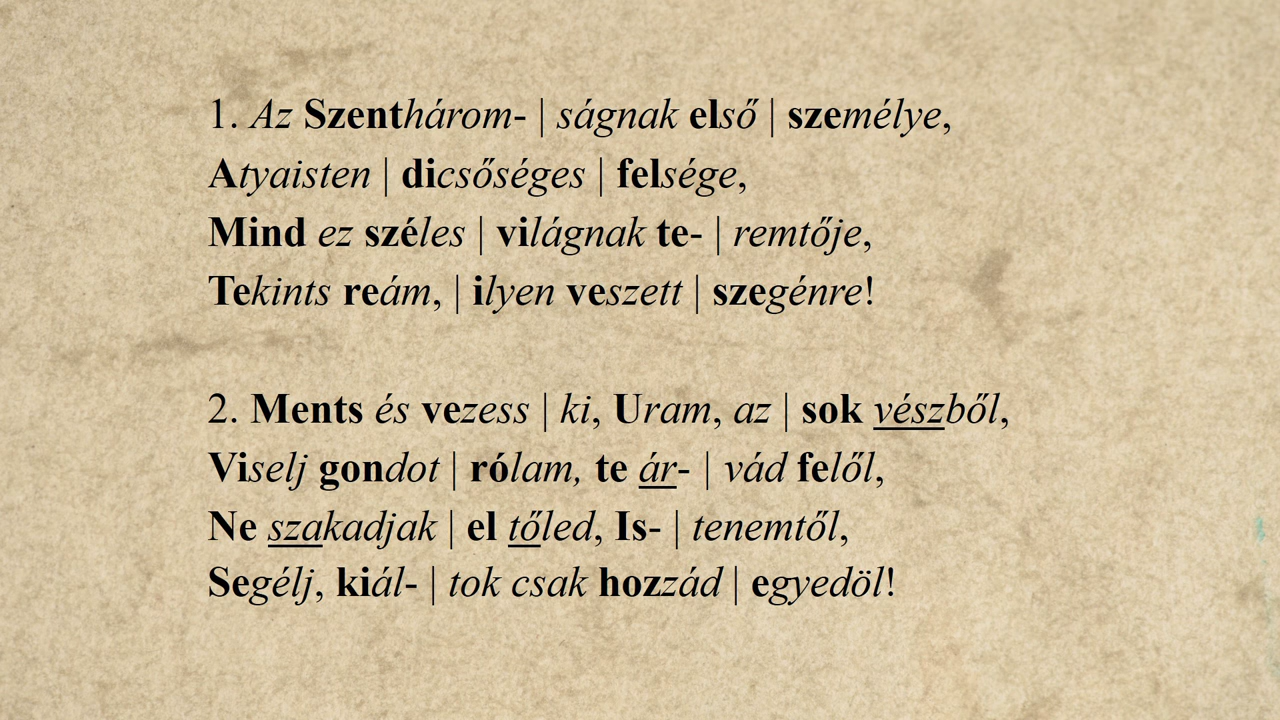 1. Az Szenthárom- | ságnak első | személye,
Atyaisten | dicsőséges | felsége,
Mind ez széles | világnak te- | remtője,
Tekints reám, | ilyen veszett | szegénre!
2. Ments és vezess | ki, Uram, az | sok vészből,
Viselj gondot | rólam, te ár- | vád felől,
Ne szakadjak | el tőled, Is- | tenemtől,
Segélj, kiál- | tok csak hozzád | egyedöl!